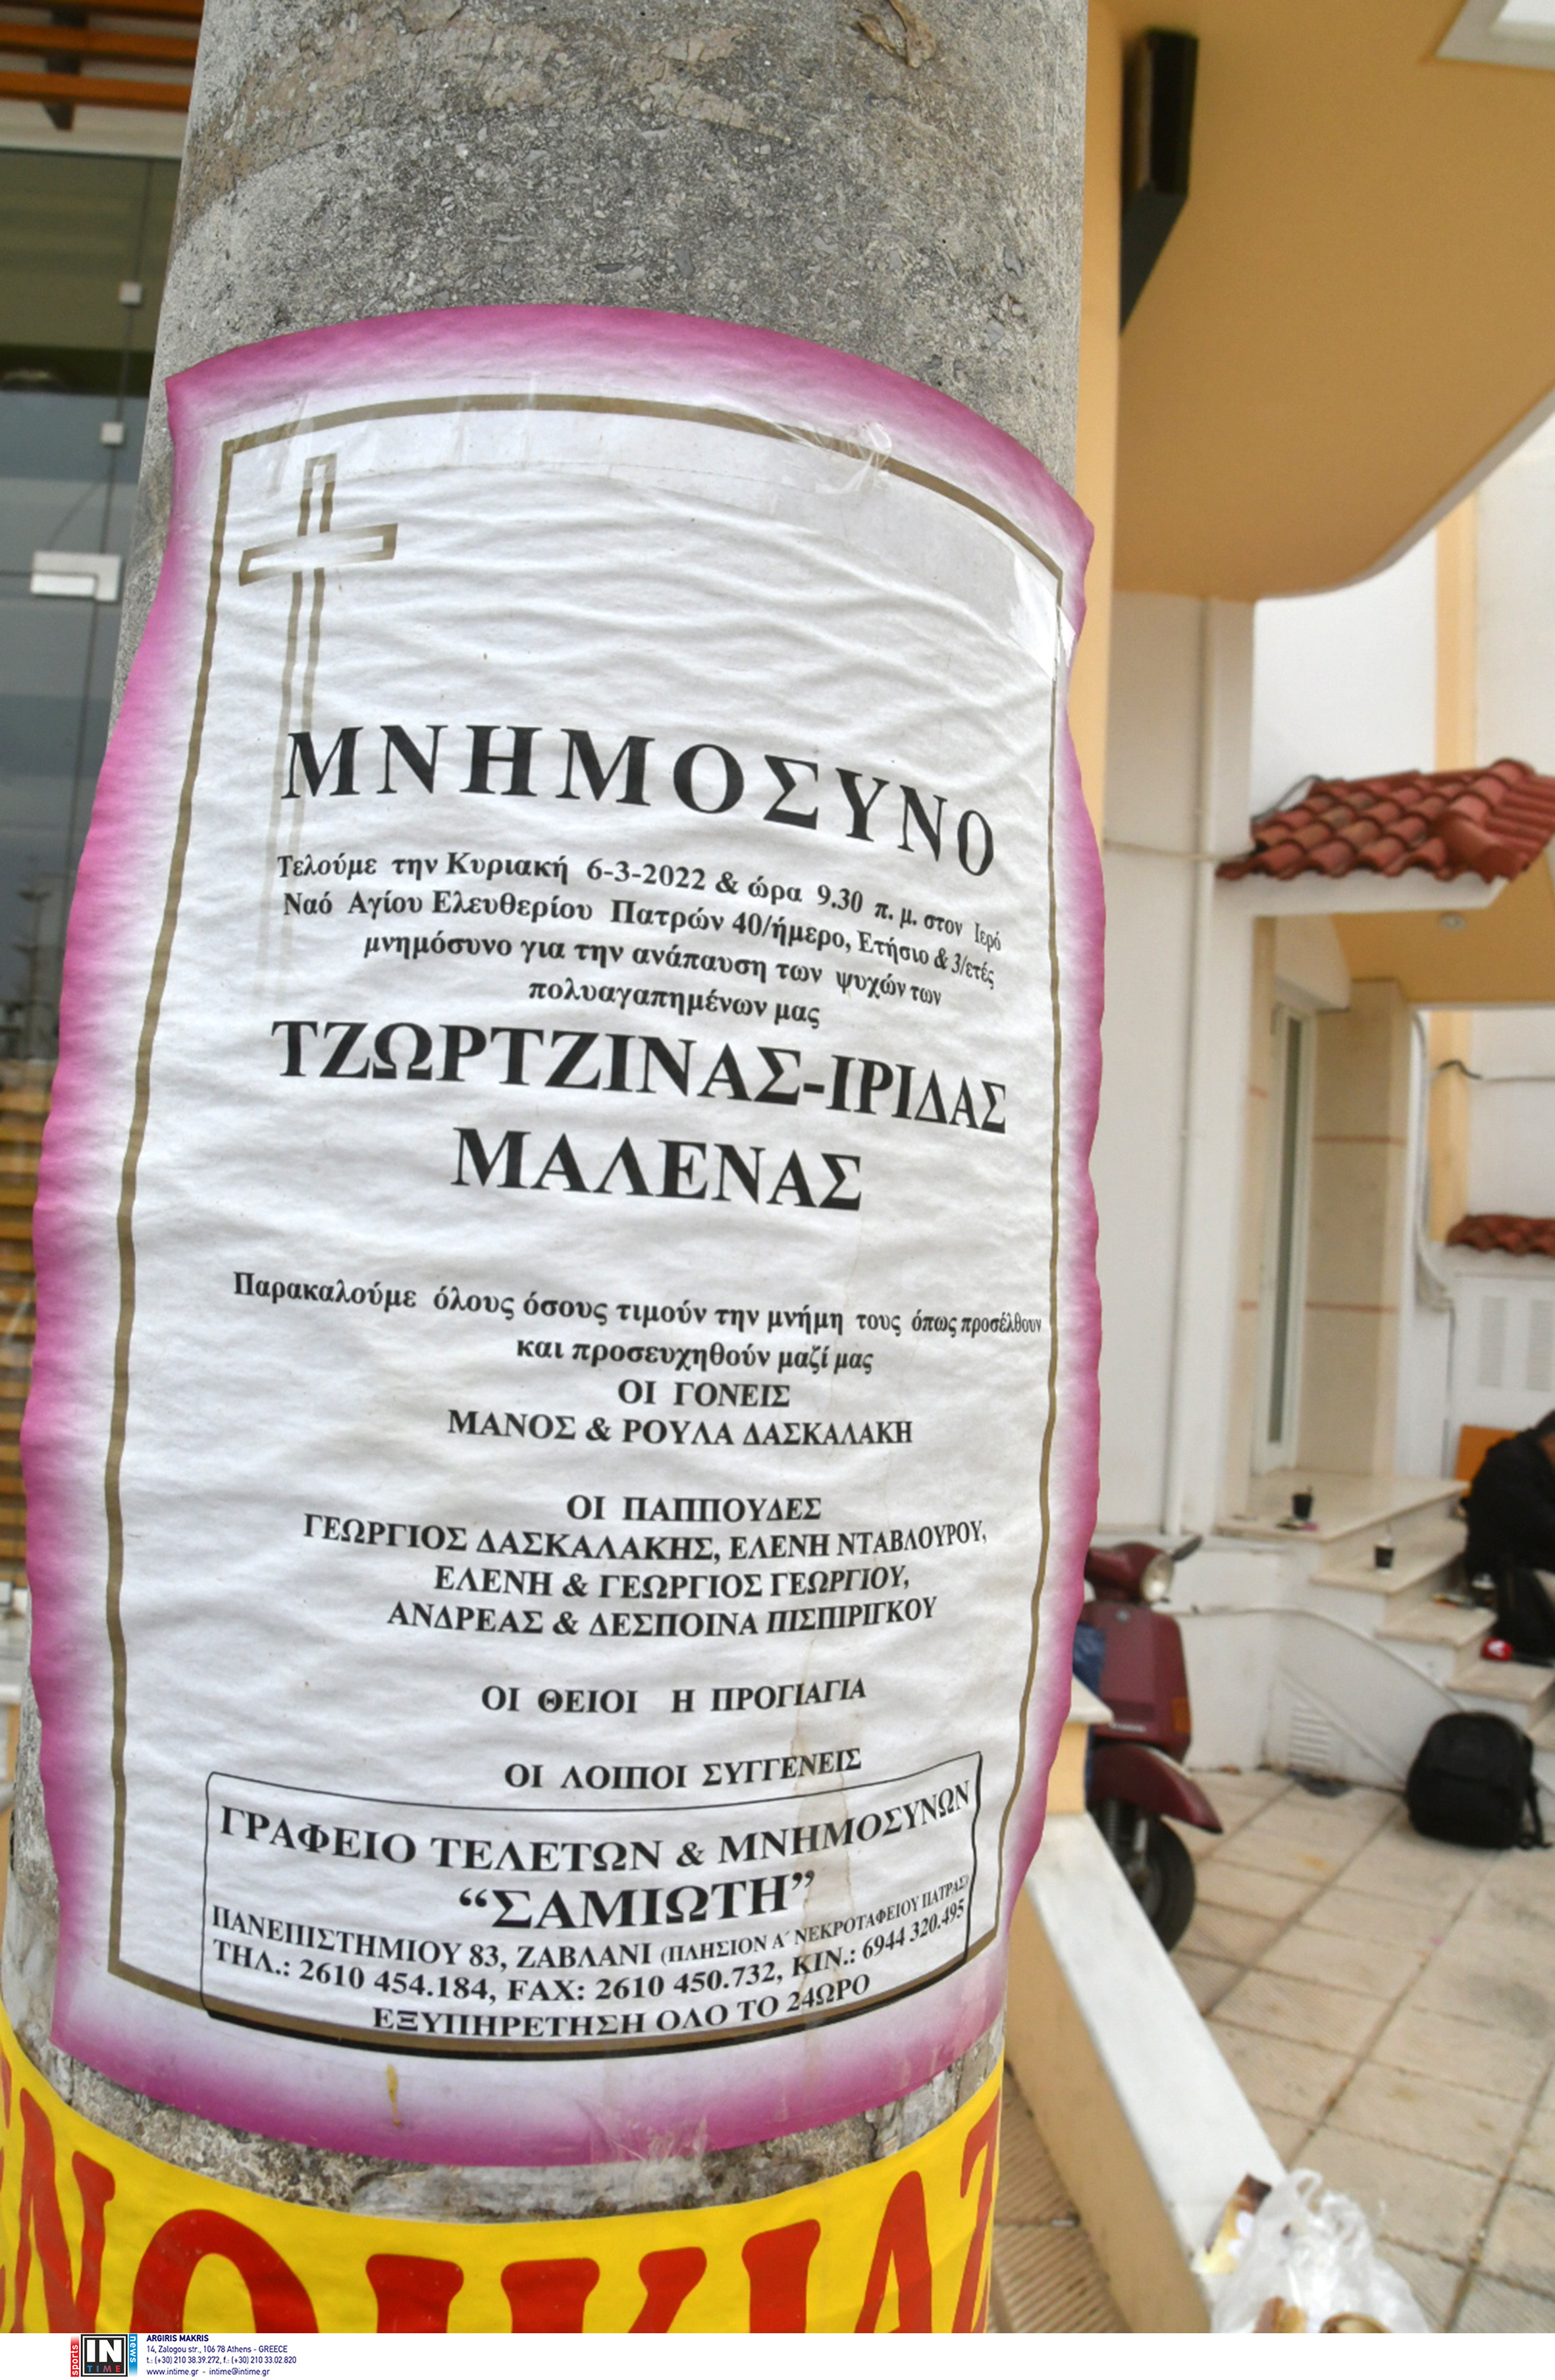 ΜΝΗΜΟΣΥΝΟ
Τελούμε την Κυριακή 6-3-2022 & ώρα 9.30 π. μ. στον Ιερό
Ναό Αγίου Ελευθερίου Πατρών 40/ήμερο, Ετήσιο & 3/ετές
μνημόσυνο για την ανάπαυση των ψυχών των
πολυαγαπημένων μας
ΤΖΩΡΤΖΙΝΑΣ-ΙΡΙΔΑΣ
ΜΑΛΕΝΑΣ
Παρακαλούμε όλους όσους τιμούν την μνήμη τους όπως προσέλθουν
και προσευχηθούν μαζί μας
ΟΙ ΓΟΝΕΙΣ
ΜΑΝΟΣ & ΡΟΥΛΑ ΔΑΣΚΑΛΑΚΗ
ΟΙ ΠΑΠΠΟΥΔΕΣ
ΓΕΩΡΓΙΟΣ ΔΑΣΚΑΛΑΚΗΣ, ΕΛΕΝΗ ΝΤΑΒΛΟΥΡΟΥ,
ΕΛΕΝΗ & ΓΕΩΡΓΙΟΣ ΓΕΩΡΓΙΟΥ,
ΑΝΔΡΕΑΣ & ΔΕΣΠΟΙΝΑ ΠΙΣΠΙΡΙΓΚΟΥ
ΟΙ ΘΕΙΟΙ Η ΠΡΟΓΙΑΓΙΑ
ΟΙ ΛΟΙΠΟΙ ΣΥΓΓΕΝΕΙΣ
ΓΡΑΦΕΙΟ ΤΕΛΕΤΩΝ & ΜΝΗΜΟΣΥΝΩΝ
“ΣΑΜΙΩΤΗ”
ΠΑΝΕΠΙΣΤΗΜΙΟΥ 83, ΖΑΒΛΑΝΙ (ΠΛΗΣΙΟΝ Α΄ ΝΕΚΡΟΤΑΦΕΙΟΥ ΠΑΤΡΑΣ)
ΤΗΛ.: 2610 454.184, FAX: 2610 450.732, ΚΙΝ.: 6944 320.495
ΕΞΥΠΗΡΕΤΗΣΗ ΟΛΟ ΤΟ 24ΩΡΟ
ΕΝΟΙΚΙΑΖ
sports IN TIME news
ARGIRIS MAKRIS
14, Zalogou str., 106 78 Athens - GREECE
t.: (+30) 210 38.39.272, f.: (+30) 210 33.02.820
www.intime.gr - intime@intime.gr